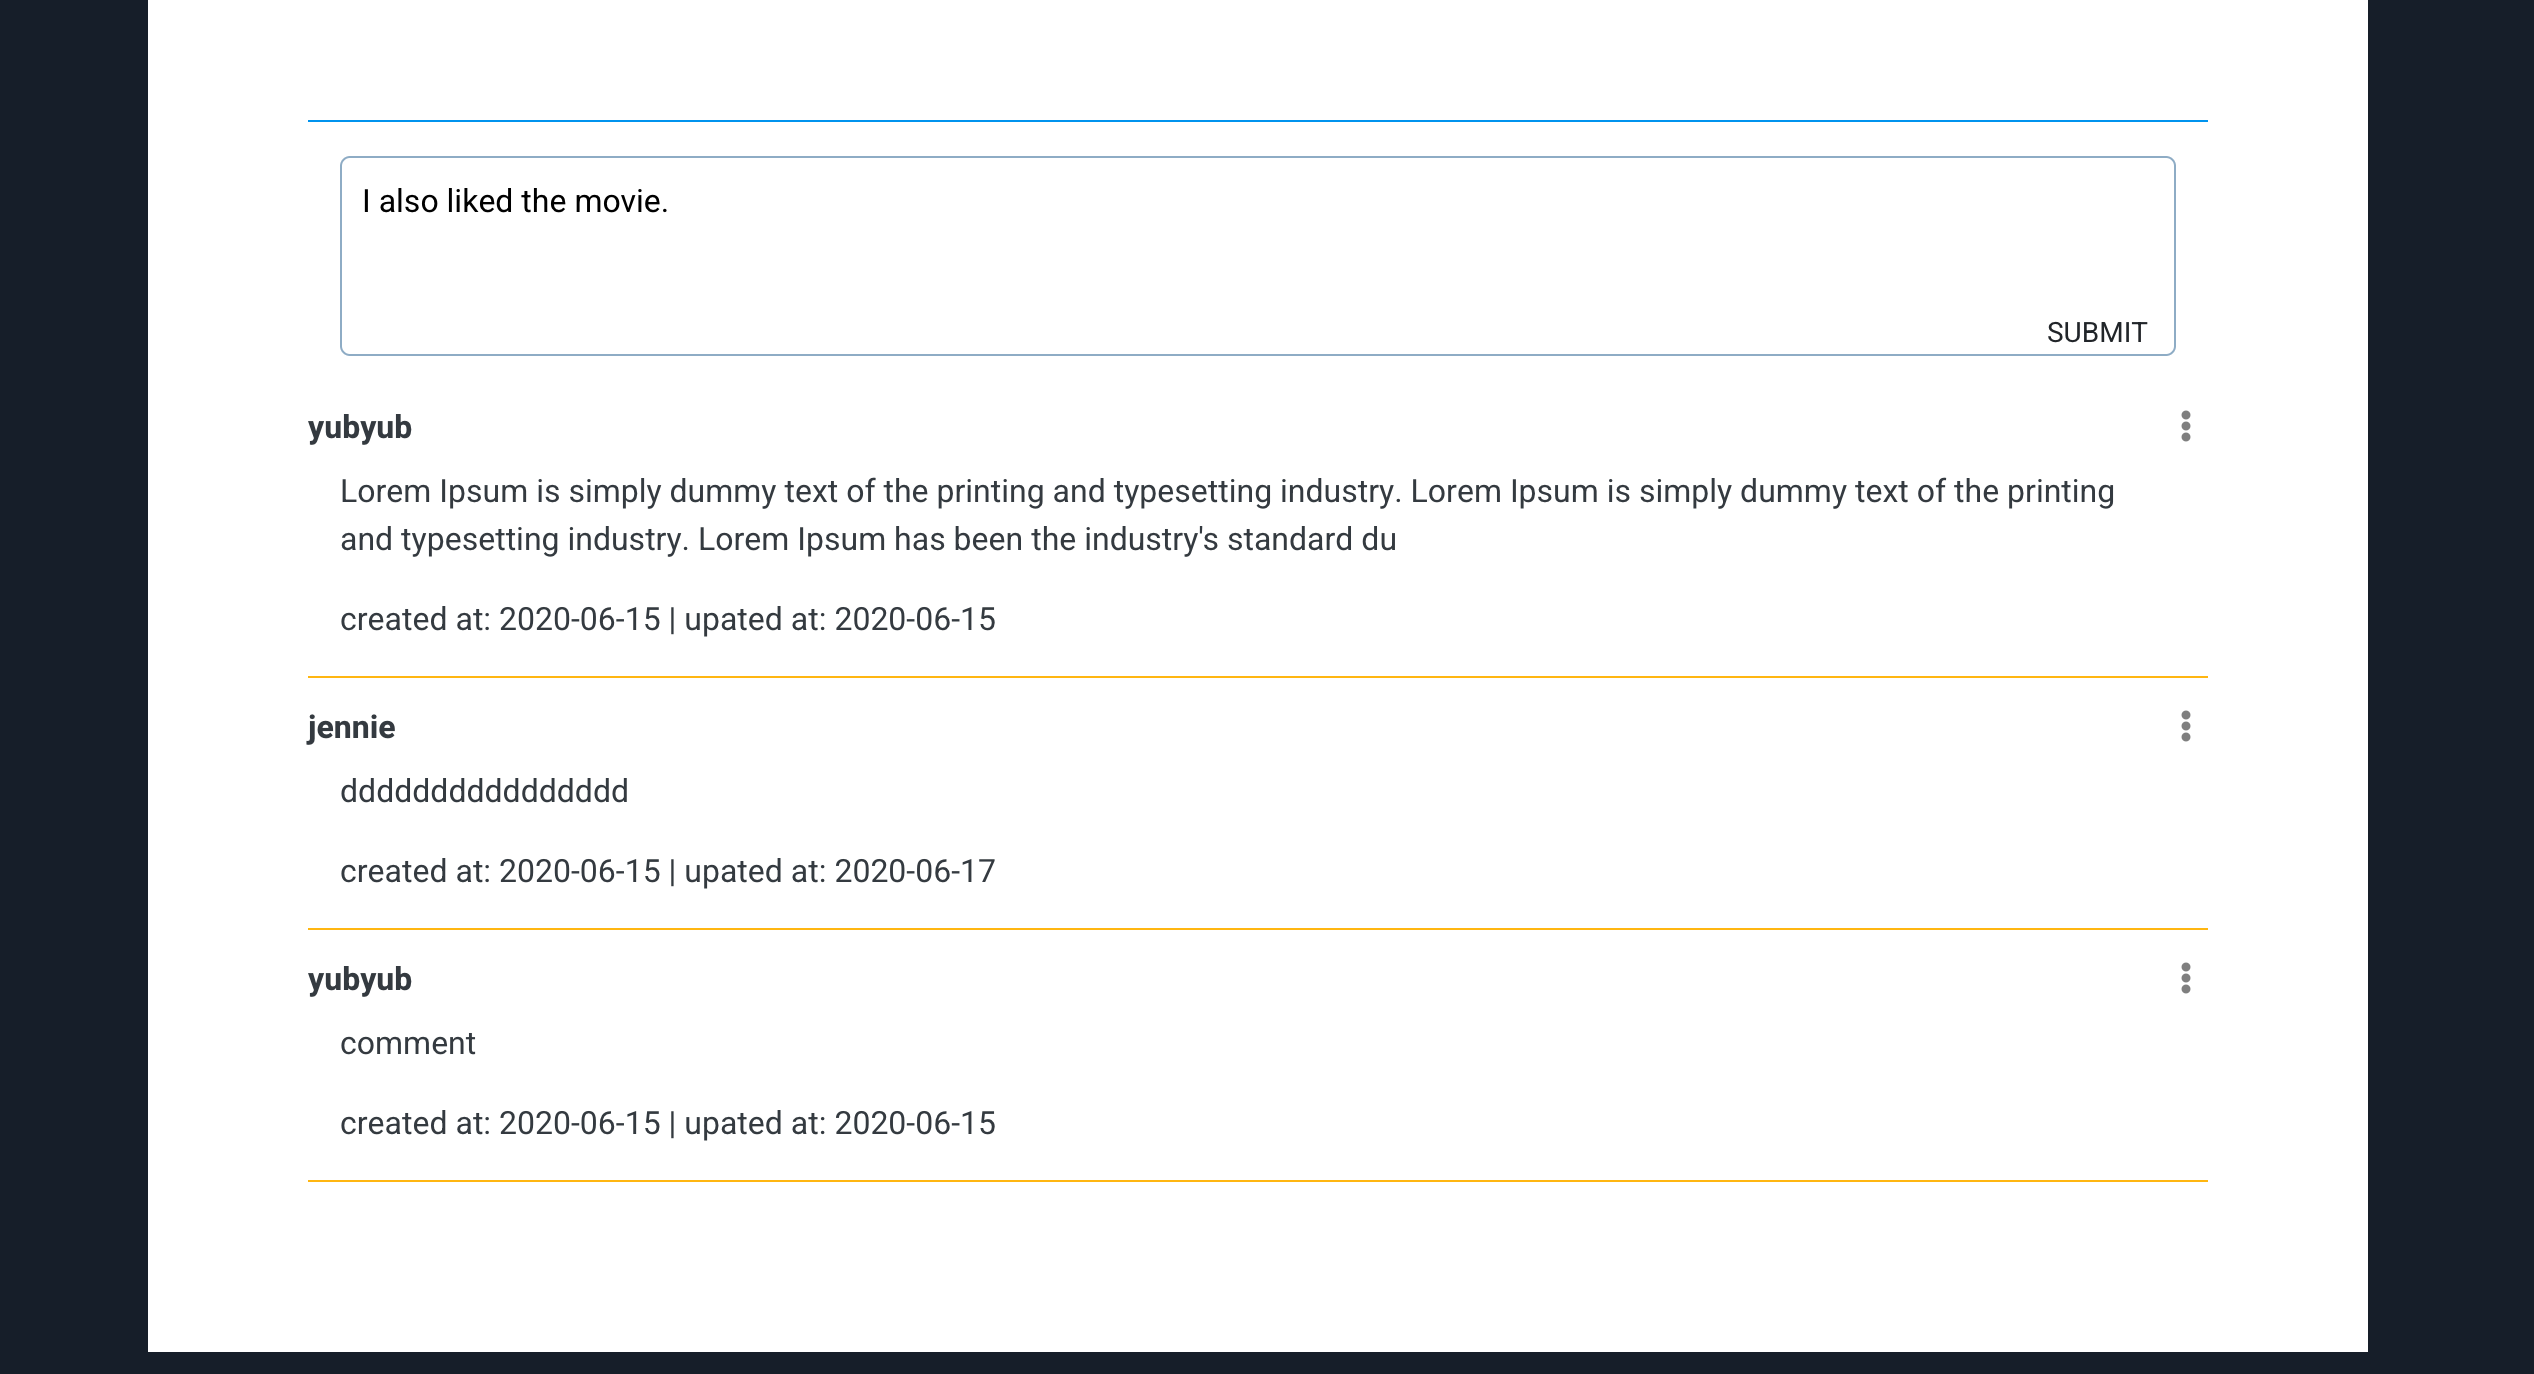 I also liked the movie.
SUBMIT
yubyub
Lorem Ipsum is simply dummy text of the printing and typesetting industry. Lorem Ipsum is simply dummy text of the printing
and typesetting industry. Lorem Ipsum has been the industry's standard du
created at: 2020-06-15 | upated at: 2020-06-15
jennie
dddddddddddddddd
created at: 2020-06-15 | upated at: 2020-06-17
yubyub
comment
created at: 2020-06-15 | upated at: 2020-06-15